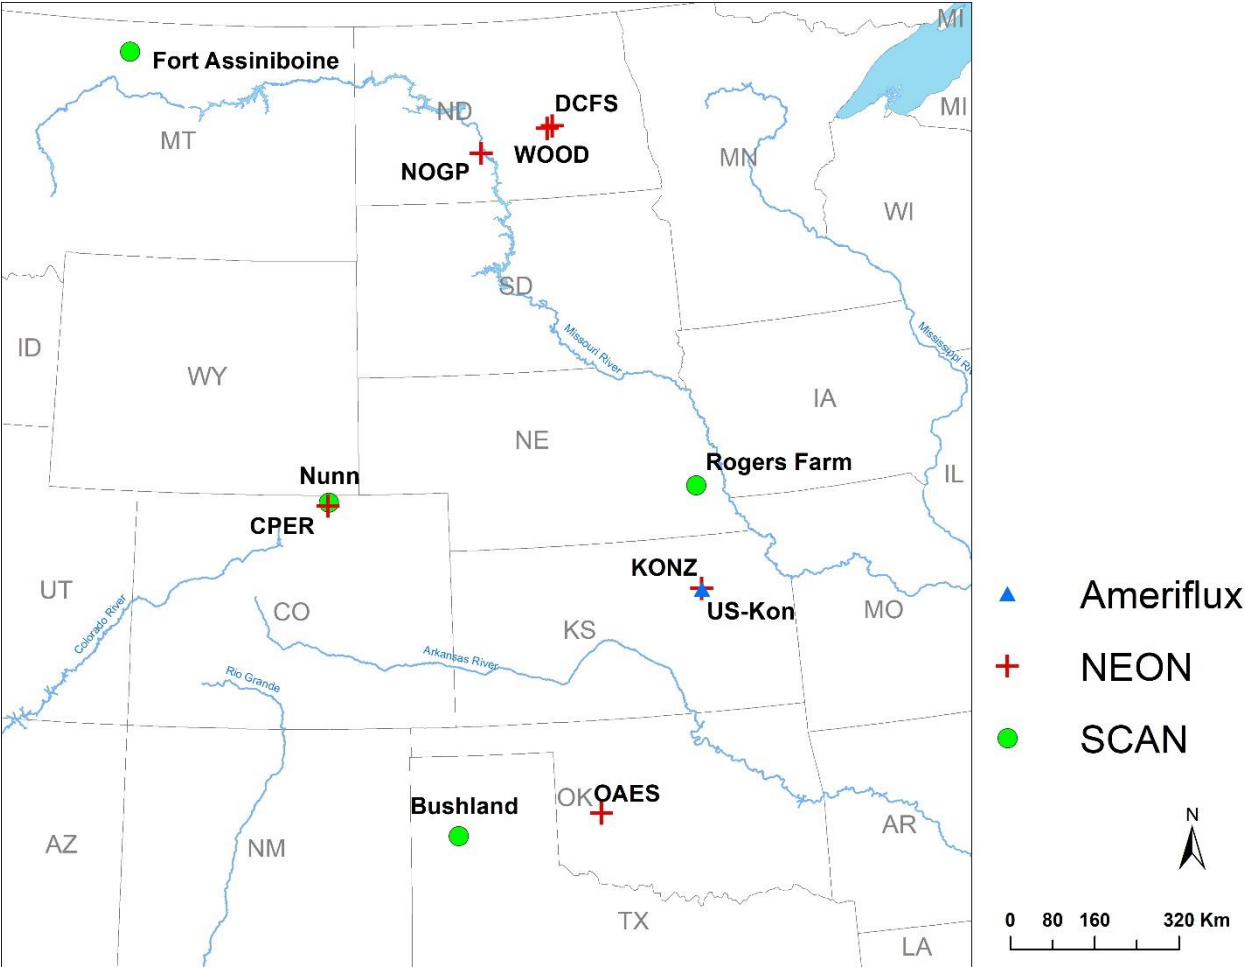 MI
Fort Assiniboine
DCFS
ND
MI
MT
WOOD
MN
NOGP
WI
SD
Missouri River
Mississippi Riv
ID
WY
IA
NE
Rogers Farm
IL
Nunn
CPER
KONZ
UT
US-Kon
Ameriflux
CO
MO
KS
Colorado River
Arkansas River
NEON
Rio Grande
SCAN
OK
OAES
Bushland
AR
AZ
NM
N
TX
0 80 160 320 Km
LA